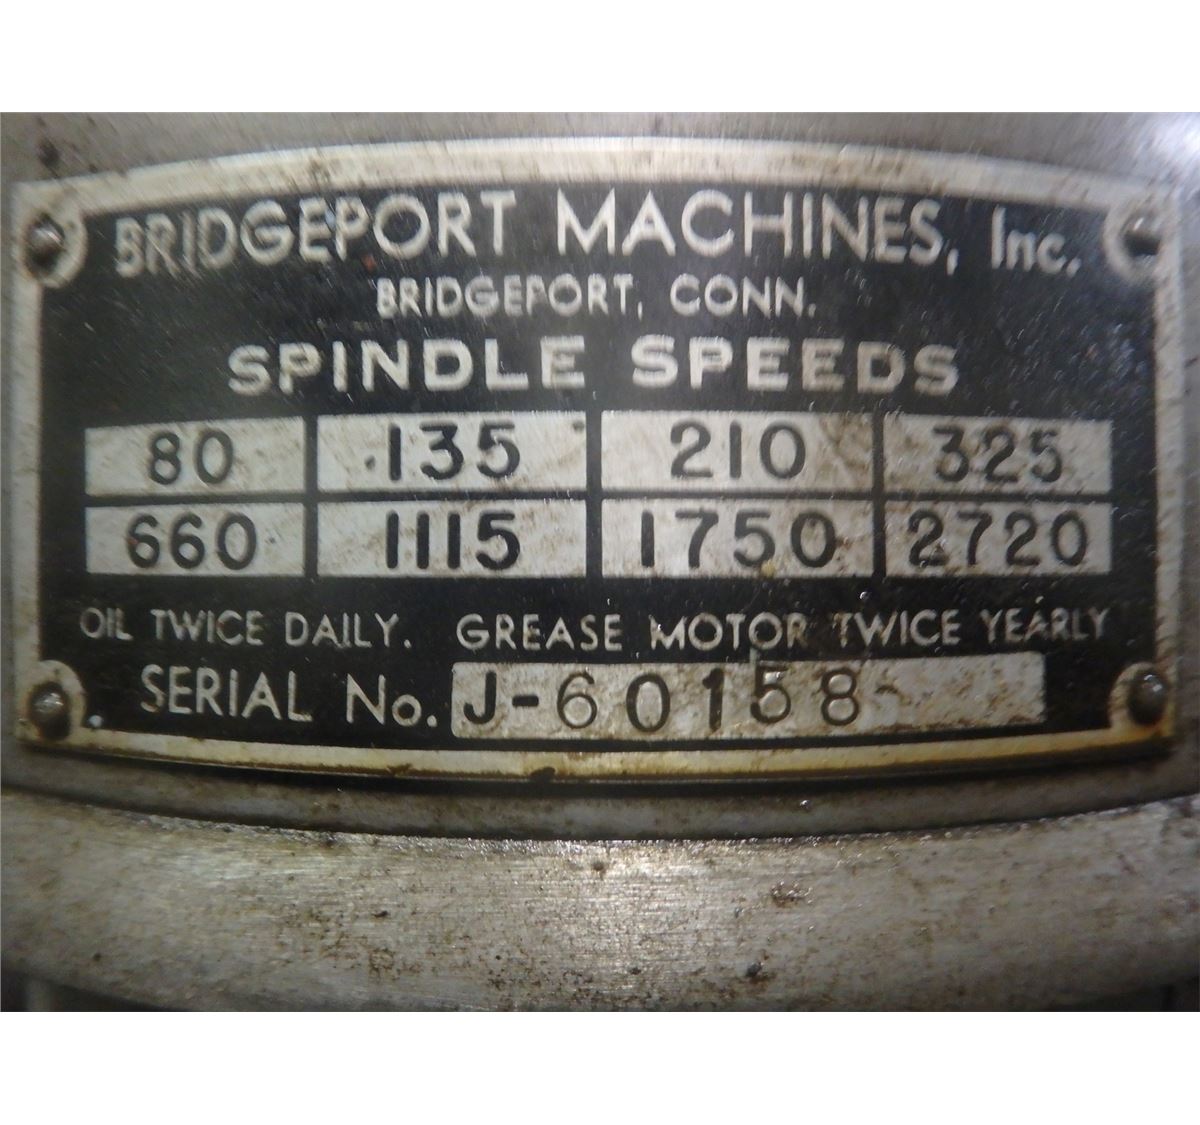 BRIDGEPORT MACHINES, Inc.
BRIDGEPORT, CONN.
SPINDLE SPEEDS
80 135 210 325
660 1115 1750 2720
OIL TWICE DAILY. GREASE MOTOR TWICE YEARLY
SERIAL No. J-60158